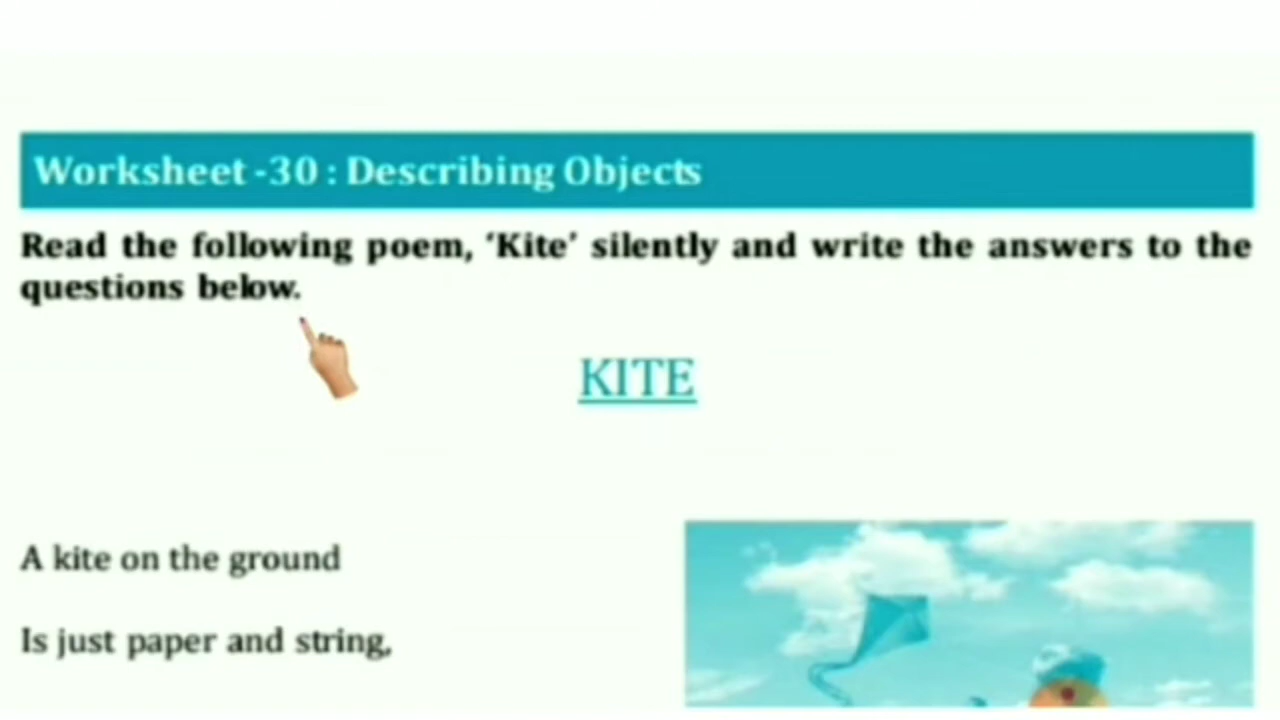 Worksheet -30 : Describing Objects
Read the following poem, ‘Kite’ silently and write the answers to the
questions below.
KITE
A kite on the ground
Is just paper and string,